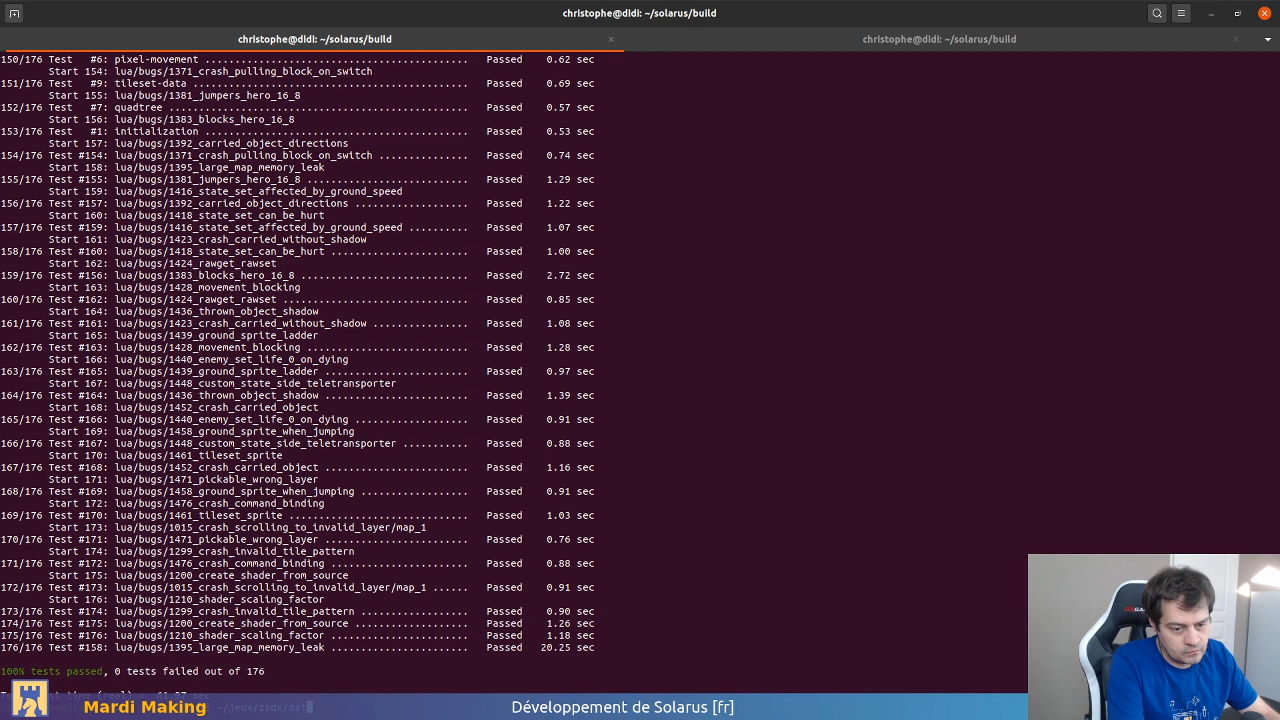 christophe@didi: ~/solarus/build
christophe@didi: ~/solarus/build
christophe@didi: ~/solarus/build
150/176 Test   #6: pixel-movement ............................................   Passed    0.62 sec
        Start 154: lua/bugs/1371_crash_pulling_block_on_switch
151/176 Test   #9: tileset-data ...............................................   Passed    0.69 sec
        Start 155: lua/bugs/1381_jumpers_hero_16_8
152/176 Test   #7: quadtree ..................................................   Passed    0.57 sec
        Start 156: lua/bugs/1383_blocks_hero_16_8
153/176 Test   #1: initialization ............................................   Passed    0.53 sec
        Start 157: lua/bugs/1392_carried_object_directions
154/176 Test #154: lua/bugs/1371_crash_pulling_block_on_switch ...............   Passed    0.74 sec
        Start 158: lua/bugs/1395_large_map_memory_leak
155/176 Test #155: lua/bugs/1381_jumpers_hero_16_8 ...........................   Passed    1.29 sec
        Start 159: lua/bugs/1416_state_set_affected_by_ground_speed
156/176 Test #157: lua/bugs/1392_carried_object_directions ...................   Passed    1.22 sec
        Start 160: lua/bugs/1418_state_set_can_be_hurt
157/176 Test #159: lua/bugs/1416_state_set_affected_by_ground_speed ..........   Passed    1.07 sec
        Start 161: lua/bugs/1423_crash_carried_without_shadow
158/176 Test #160: lua/bugs/1418_state_set_can_be_hurt .......................   Passed    1.00 sec
        Start 162: lua/bugs/1424_rawget_rawset
159/176 Test #156: lua/bugs/1383_blocks_hero_16_8 ............................   Passed    2.72 sec
        Start 163: lua/bugs/1428_movement_blocking
160/176 Test #162: lua/bugs/1424_rawget_rawset ...............................   Passed    0.85 sec
        Start 164: lua/bugs/1436_thrown_object_shadow
161/176 Test #161: lua/bugs/1423_crash_carried_without_shadow ................   Passed    1.08 sec
        Start 165: lua/bugs/1439_ground_sprite_ladder
162/176 Test #163: lua/bugs/1428_movement_blocking ...........................   Passed    1.28 sec
        Start 166: lua/bugs/1440_enemy_set_life_0_on_dying
163/176 Test #165: lua/bugs/1439_ground_sprite_ladder ........................   Passed    0.97 sec
        Start 167: lua/bugs/1448_custom_state_side_teletransporter
164/176 Test #164: lua/bugs/1436_thrown_object_shadow ........................   Passed    1.39 sec
        Start 168: lua/bugs/1452_crash_carried_object
165/176 Test #166: lua/bugs/1440_enemy_set_life_0_on_dying ...................   Passed    0.91 sec
        Start 169: lua/bugs/1458_ground_sprite_when_jumping
166/176 Test #167: lua/bugs/1448_custom_state_side_teletransporter ...........   Passed    0.88 sec
        Start 170: lua/bugs/1461_tileset_sprite
167/176 Test #168: lua/bugs/1452_crash_carried_object ........................   Passed    1.16 sec
        Start 171: lua/bugs/1471_pickable_wrong_layer
168/176 Test #169: lua/bugs/1458_ground_sprite_when_jumping ..................   Passed    0.91 sec
        Start 172: lua/bugs/1476_crash_command_binding
169/176 Test #170: lua/bugs/1461_tileset_sprite ..............................   Passed    1.03 sec
        Start 173: lua/bugs/1015_crash_scrolling_to_invalid_layer/map_1
170/176 Test #171: lua/bugs/1471_pickable_wrong_layer ........................   Passed    0.76 sec
        Start 174: lua/bugs/1299_crash_invalid_tile_pattern
171/176 Test #172: lua/bugs/1476_crash_command_binding .......................   Passed    0.88 sec
        Start 175: lua/bugs/1200_create_shader_from_source
172/176 Test #173: lua/bugs/1015_crash_scrolling_to_invalid_layer/map_1 ......   Passed    0.91 sec
        Start 176: lua/bugs/1210_shader_scaling_factor
173/176 Test #174: lua/bugs/1299_crash_invalid_tile_pattern ..................   Passed    0.90 sec
174/176 Test #175: lua/bugs/1200_create_shader_from_source ...................   Passed    1.26 sec
175/176 Test #176: lua/bugs/1210_shader_scaling_factor .......................   Passed    1.18 sec
176/176 Test #158: lua/bugs/1395_large_map_memory_leak .......................   Passed   20.25 sec
100% tests passed, 0 tests failed out of 176
Mardi Making
Développement de Solarus [fr]